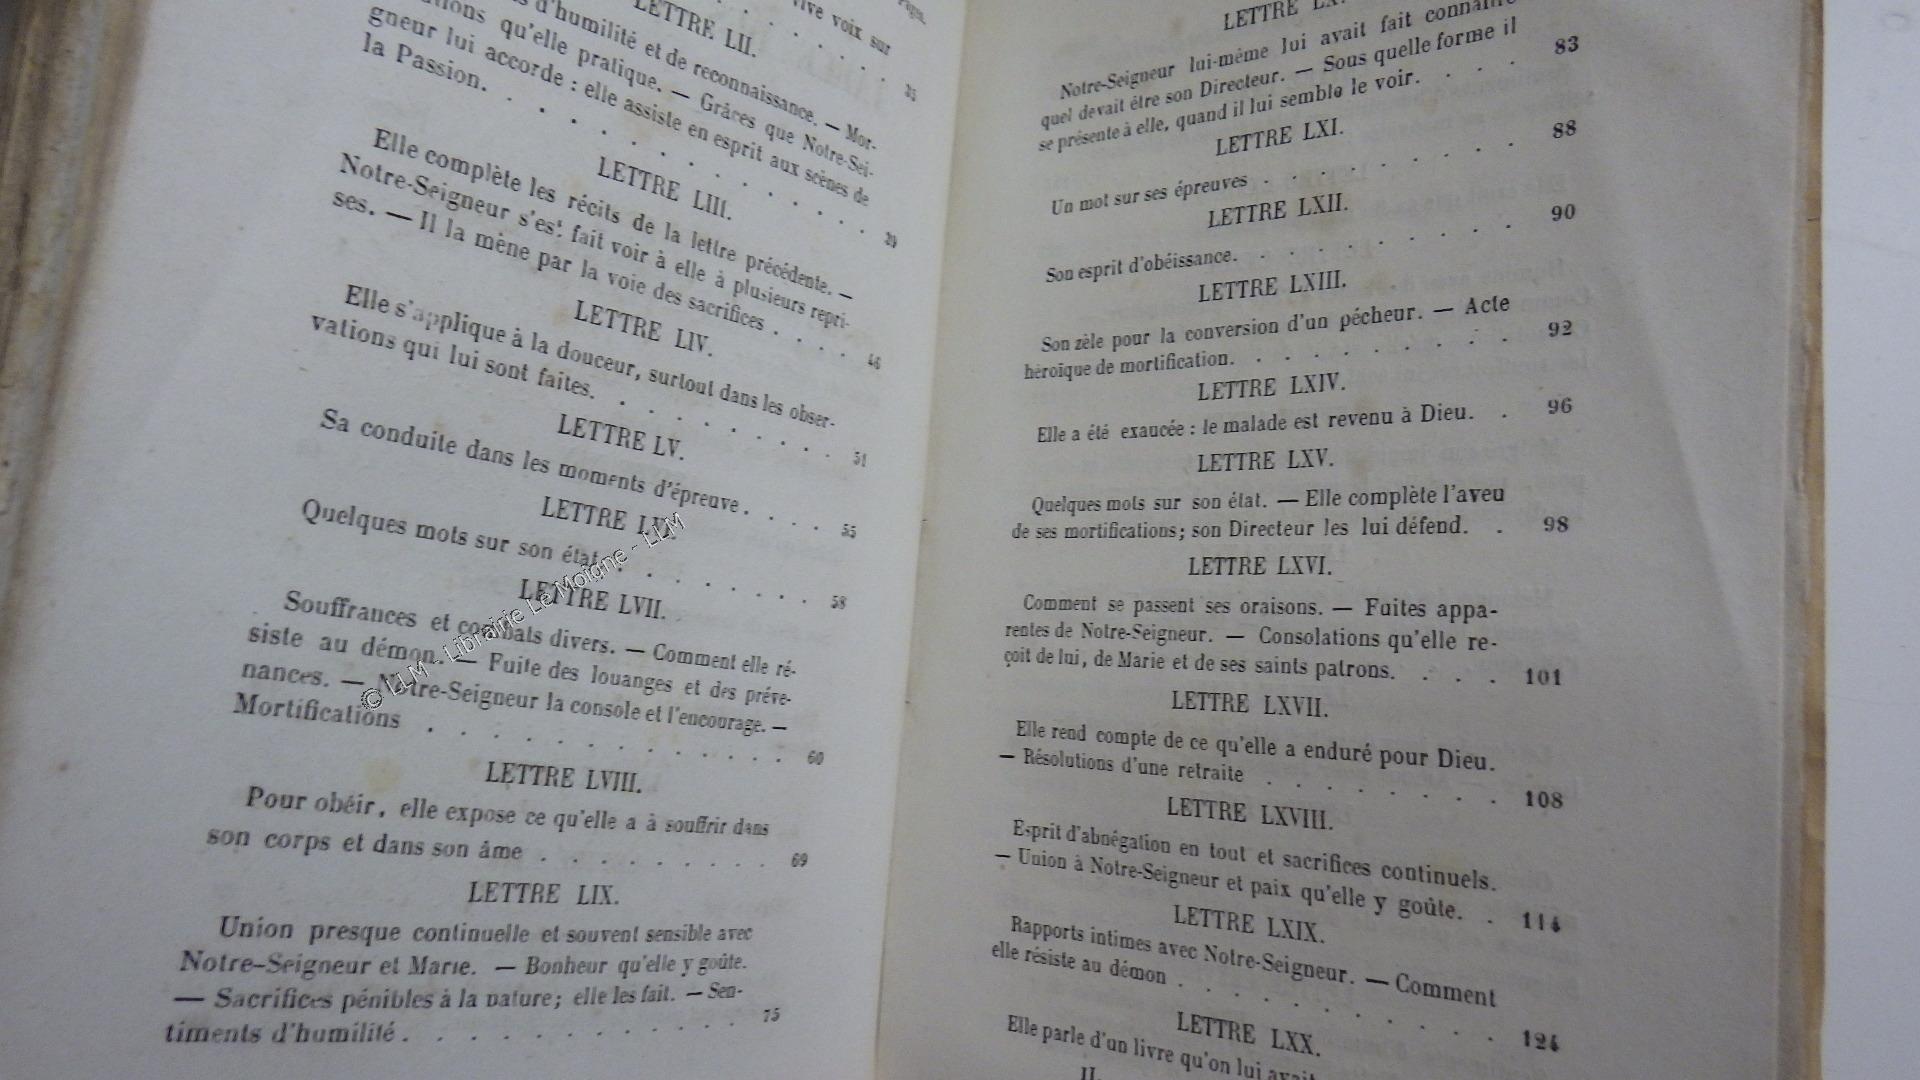 Pages.
vive voix sur
35
LETTRE LII.
d'humilité et de reconnaissance. — Mor-
qu'elle pratique. — Grâces que Notre-Sei-
gneur lui accorde : elle assiste en esprit aux scènes de
la Passion. . . . . . . . . . . . . . 39
LETTRE LIII.
Elle complète les récits de la lettre précédente. —
Notre-Seigneur s'est fait voir à elle à plusieurs repri-
ses. — Il la mène par la voie des sacrifices . . . . 46
LETTRE LIV.
Elle s'applique à la douceur, surtout dans les obser-
vations qui lui sont faites. . . . . . . . . 51
LETTRE LV.
Sa conduite dans les moments d'épreuve. . . . 55
LETTRE LVI.
Quelques mots sur son état. . . . . . . . 58
LETTRE LVII.
Souffrances et combats divers. — Comment elle ré-
siste au démon. — Fuite des louanges et des préve-
nances. — Notre-Seigneur la console et l'encourage. —
Mortifications . . . . . . . . . . . . 60
LETTRE LVIII.
Pour obéir, elle expose ce qu'elle a à souffrir dans
son corps et dans son âme . . . . . . . . . 69
LETTRE LIX.
Union presque continuelle et souvent sensible avec
Notre-Seigneur et Marie. — Bonheur qu'elle y goûte.
— Sacrifices pénibles à la nature; elle les fait. — Sen-
timents d'humilité . . . . . . . . . . . 75
© LLM - Librairie Le Moigne - LLM
LETTRE
Notre-Seigneur lui-même lui avait fait connaître
quel devait être son Directeur. — Sous quelle forme il
se présente à elle, quand il lui semble le voir. . . . 83
LETTRE LXI.
Un mot sur ses épreuves . . . . . . . . . 88
LETTRE LXII.
Son esprit d'obéissance. . . . . . . . . . 90
LETTRE LXIII.
Son zèle pour la conversion d'un pécheur. — Acte
héroïque de mortification. . . . . . . . . . 92
LETTRE LXIV.
Elle a été exaucée : le malade est revenu à Dieu. . 96
LETTRE LXV.
Quelques mots sur son état. — Elle complète l'aveu
de ses mortifications; son Directeur les lui défend. . 98
LETTRE LXVI.
Comment se passent ses oraisons. — Fuites appa-
rentes de Notre-Seigneur. — Consolations qu'elle re-
çoit de lui, de Marie et de ses saints patrons. . . . . 101
LETTRE LXVII.
Elle rend compte de ce qu'elle a enduré pour Dieu.
— Résolutions d'une retraite . . . . . . . . 108
LETTRE LXVIII.
Esprit d'abnégation en tout et sacrifices continuels.
— Union à Notre-Seigneur et paix qu'elle y goûte. . 114
LETTRE LXIX.
Rapports intimes avec Notre-Seigneur. — Comment
elle résiste au démon . . . . . . . . . . . 124
LETTRE LXX.
Elle parle d'un livre qu'on lui avait
II.